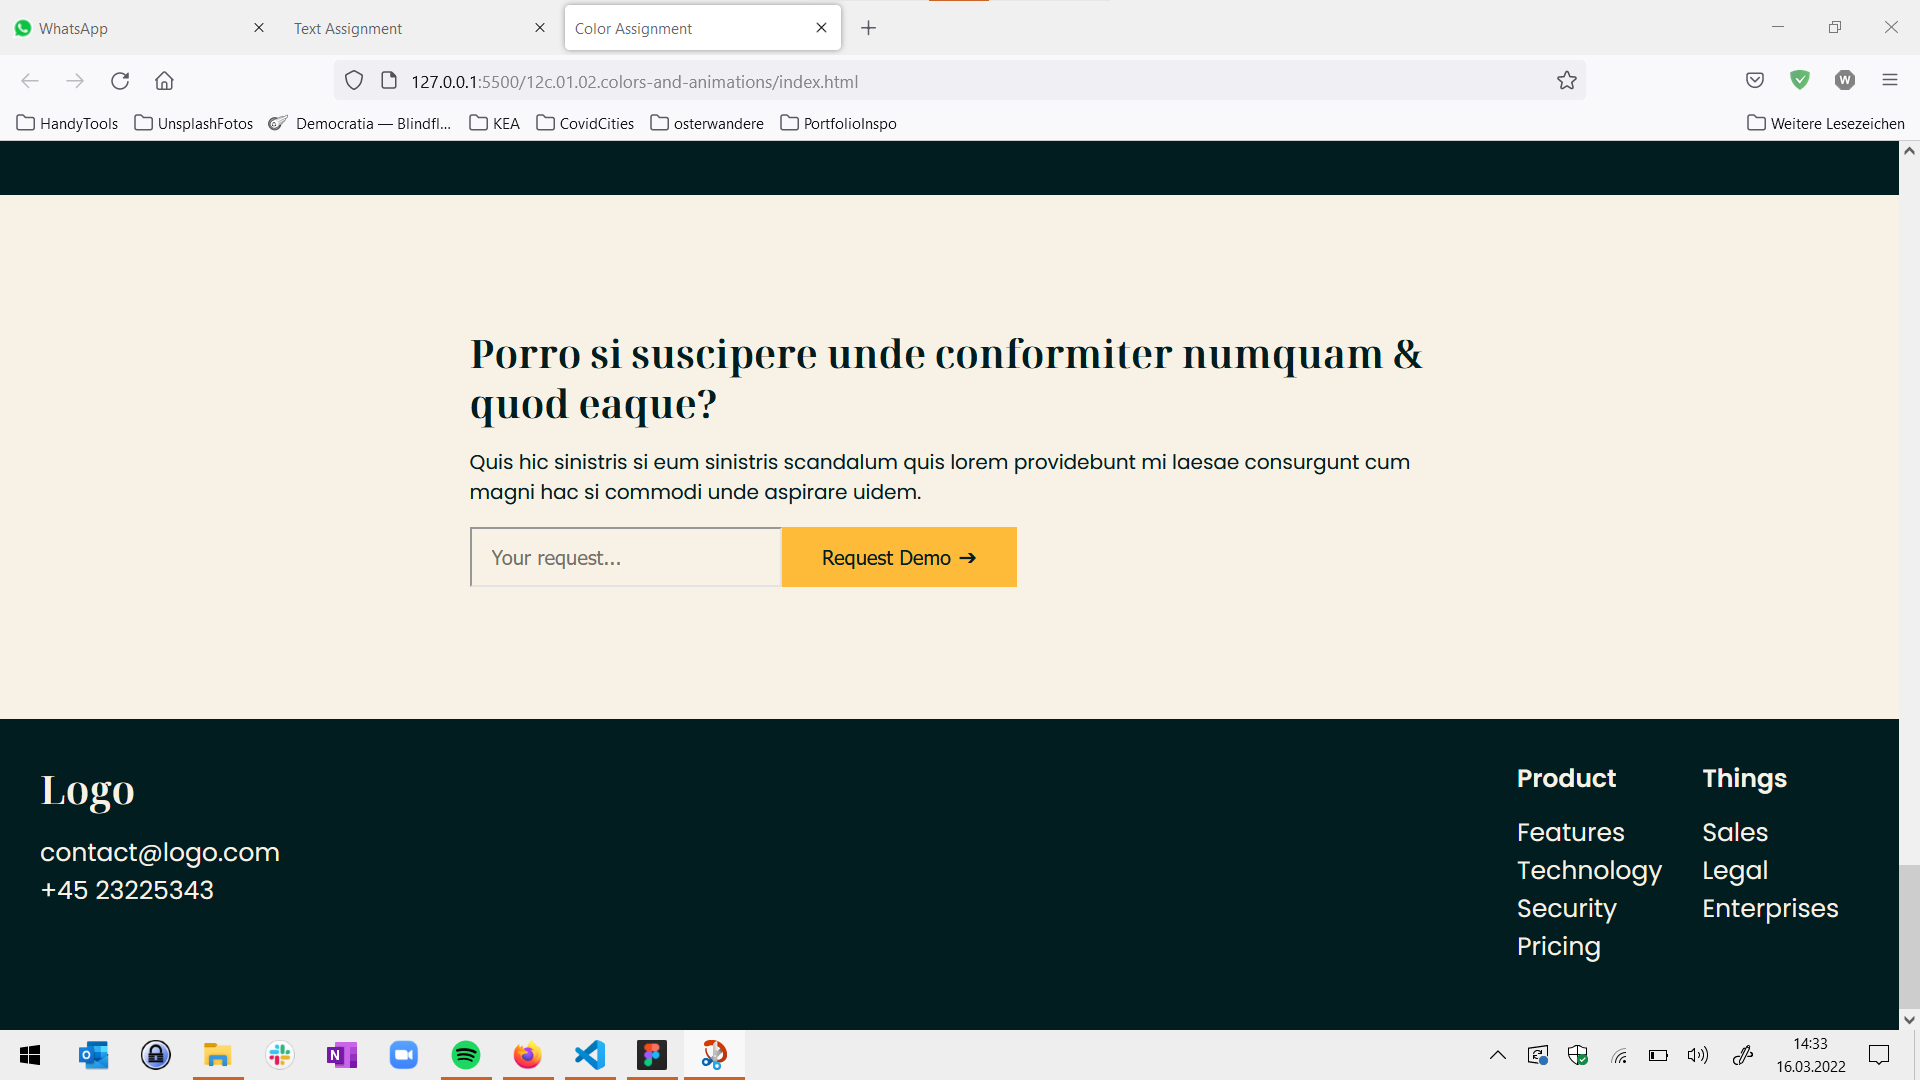 WhatsApp
Text Assignment
Color Assignment
127.0.0.1:5500/12c.01.02.colors-and-animations/index.html
W
HandyTools
UnsplashFotos
Democratia — Blindfl...
KEA
CovidCities
osterwandere
PortfolioInspo
Weitere Lesezeichen
Porro si suscipere unde conformiter numquam &
quod eaque?
Quis hic sinistris si eum sinistris scandalum quis lorem providebunt mi laesae consurgunt cum
magni hac si commodi unde aspirare uidem.
Your request...
Request Demo ➔
Logo
contact@logo.com
+45 23225343
Product
Features
Technology
Security
Pricing
Things
Sales
Legal
Enterprises
14:33
16.03.2022